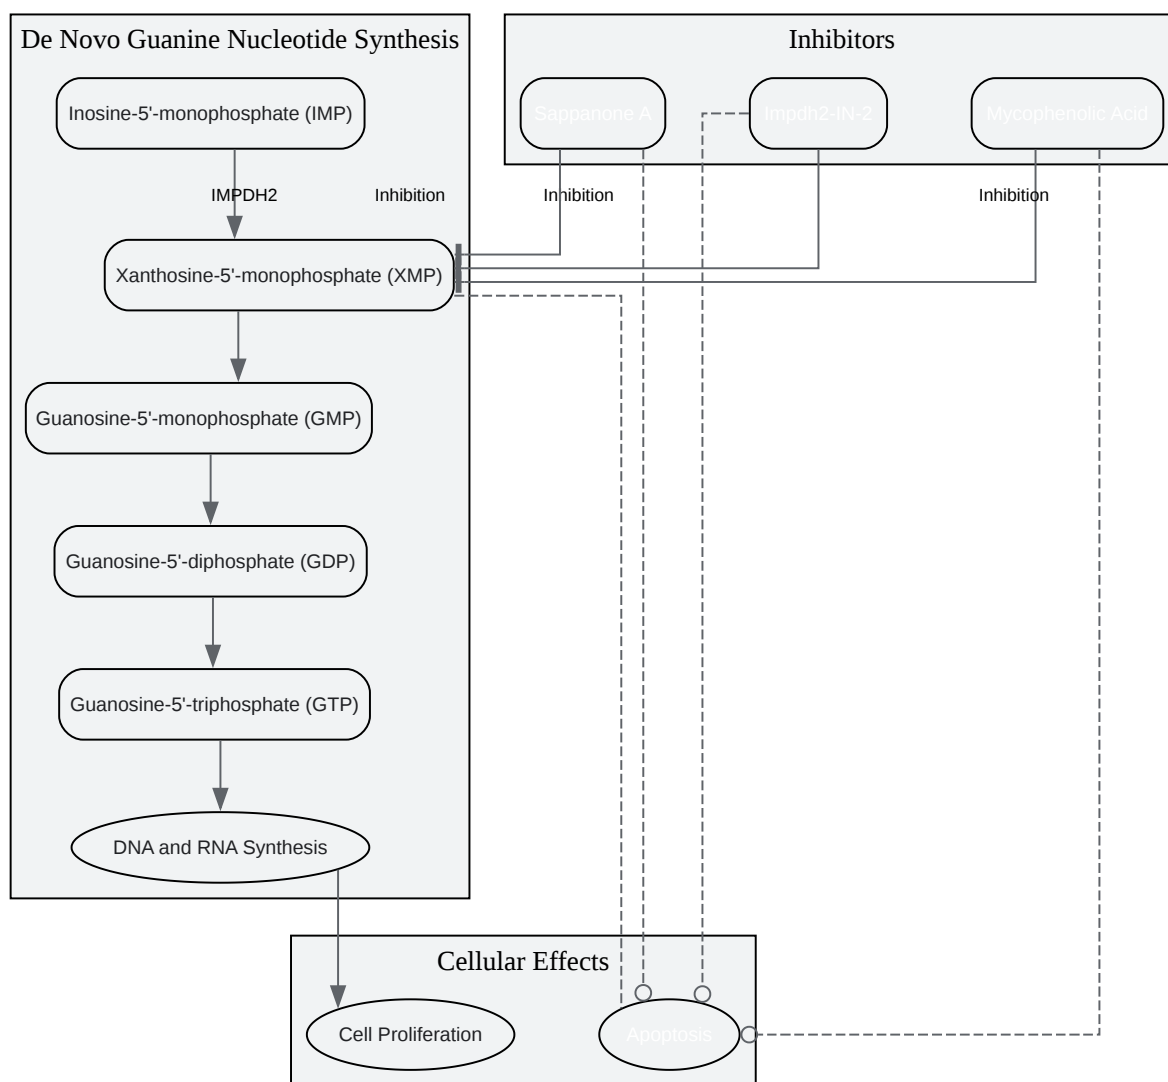 De Novo Guanine Nucleotide Synthesis
Inosine-5'-monophosphate (IMP)
IMPDH2
Inhibition
Xanthosine-5'-monophosphate (XMP)
Guanosine-5'-monophosphate (GMP)
Guanosine-5'-diphosphate (GDP)
Guanosine-5'-triphosphate (GTP)
DNA and RNA Synthesis
Inhibitors
Sappanone A
Impdh2-IN-2
Mycophenolic Acid
Inhibition
Inhibition
Cellular Effects
Cell Proliferation
Apoptosis